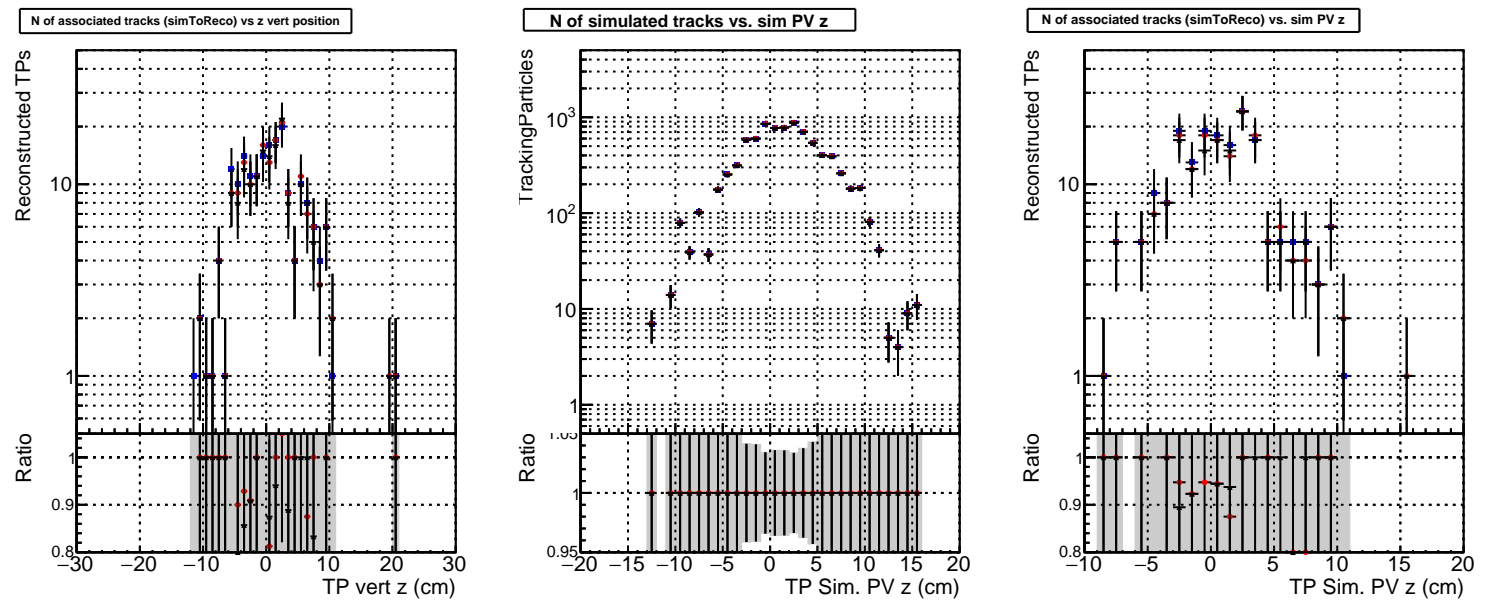 N of associated tracks (simToReco) vs z vert position
Reconstructed TPs
10
1
Ratio
1
0.9
0.8
−30 −20 −10 0 10 20 30
TP vert z (cm)
N of simulated tracks vs. sim PV z
TrackingParticles
10³
10²
10
1
Ratio
1.05
1
0.95
−20 −15 −10 −5 0 5 10 15 20
TP Sim. PV z (cm)
N of associated tracks (simToReco) vs. sim PV z
Reconstructed TPs
10
1
Ratio
1
0.9
0.8
−10 −5 0 5 10 15 20
TP Sim. PV z (cm)